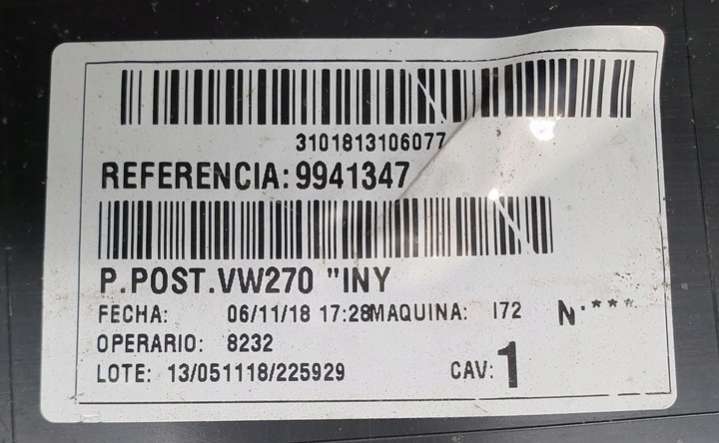 3101813106077
REFERENCIA: 9941347
P.POST.VW270 "INY
FECHA: 06/11/18 17:28MAQUINA: I72 N·***
OPERARIO: 8232
LOTE: 13/051118/225929 CAV: 1